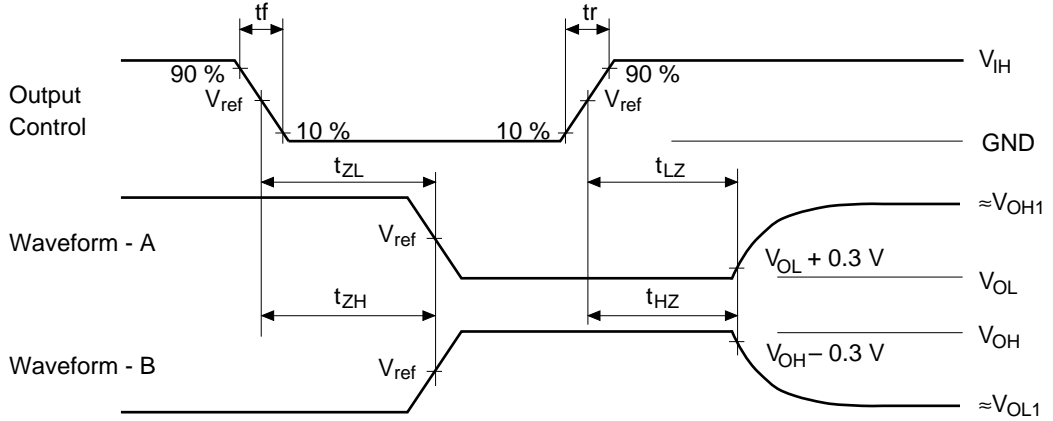 tf
tr
90 %
90 %
V_IH
Output
Control
V_ref
V_ref
10 %
10 %
GND
t_ZL
t_LZ
≈V_OH1
Waveform - A
V_ref
V_OL + 0.3 V
V_OL
t_ZH
t_HZ
V_OH
V_OH – 0.3 V
Waveform - B
V_ref
≈V_OL1